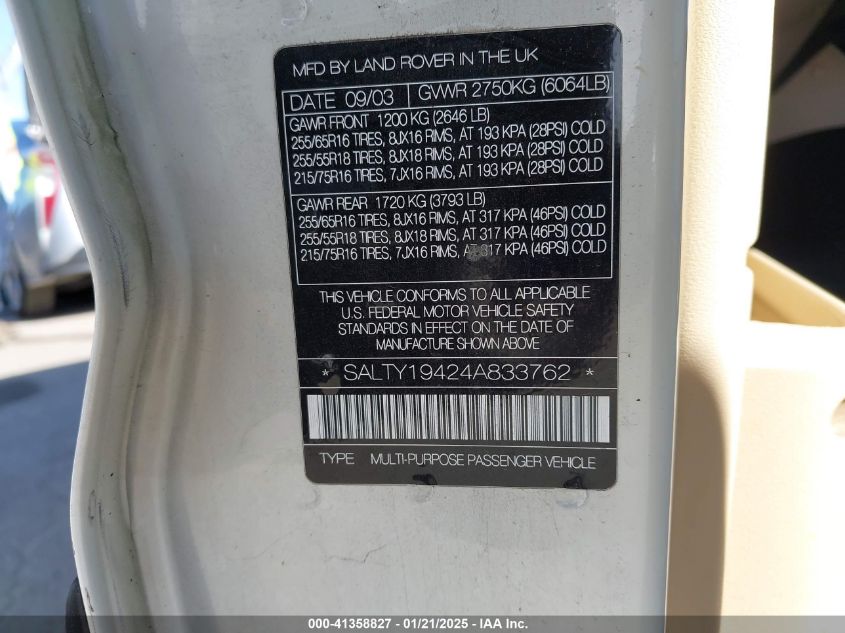 MFD BY LAND ROVER IN THE UK
DATE 09/03 GVWR 2750KG (6064LB)
GAWR FRONT 1200 KG (2646 LB)
255/65R16 TIRES, 8JX16 RIMS, AT 193 KPA (28PSI) COLD
255/55R18 TIRES, 8JX18 RIMS, AT 193 KPA (28PSI) COLD
215/75R16 TIRES, 7JX16 RIMS, AT 193 KPA (28PSI) COLD
GAWR REAR 1720 KG (3793 LB)
255/65R16 TIRES, 8JX16 RIMS, AT 317 KPA (46PSI) COLD
255/55R18 TIRES, 8JX18 RIMS, AT 317 KPA (46PSI) COLD
215/75R16 TIRES, 7JX16 RIMS, AT 317 KPA (46PSI) COLD
THIS VEHICLE CONFORMS TO ALL APPLICABLE
U.S. FEDERAL MOTOR VEHICLE SAFETY
STANDARDS IN EFFECT ON THE DATE OF
MANUFACTURE SHOWN ABOVE
* SALTY19424A833762 *
TYPE MULTI-PURPOSE PASSENGER VEHICLE
000-41358827 - 01/21/2025 - IAA Inc.